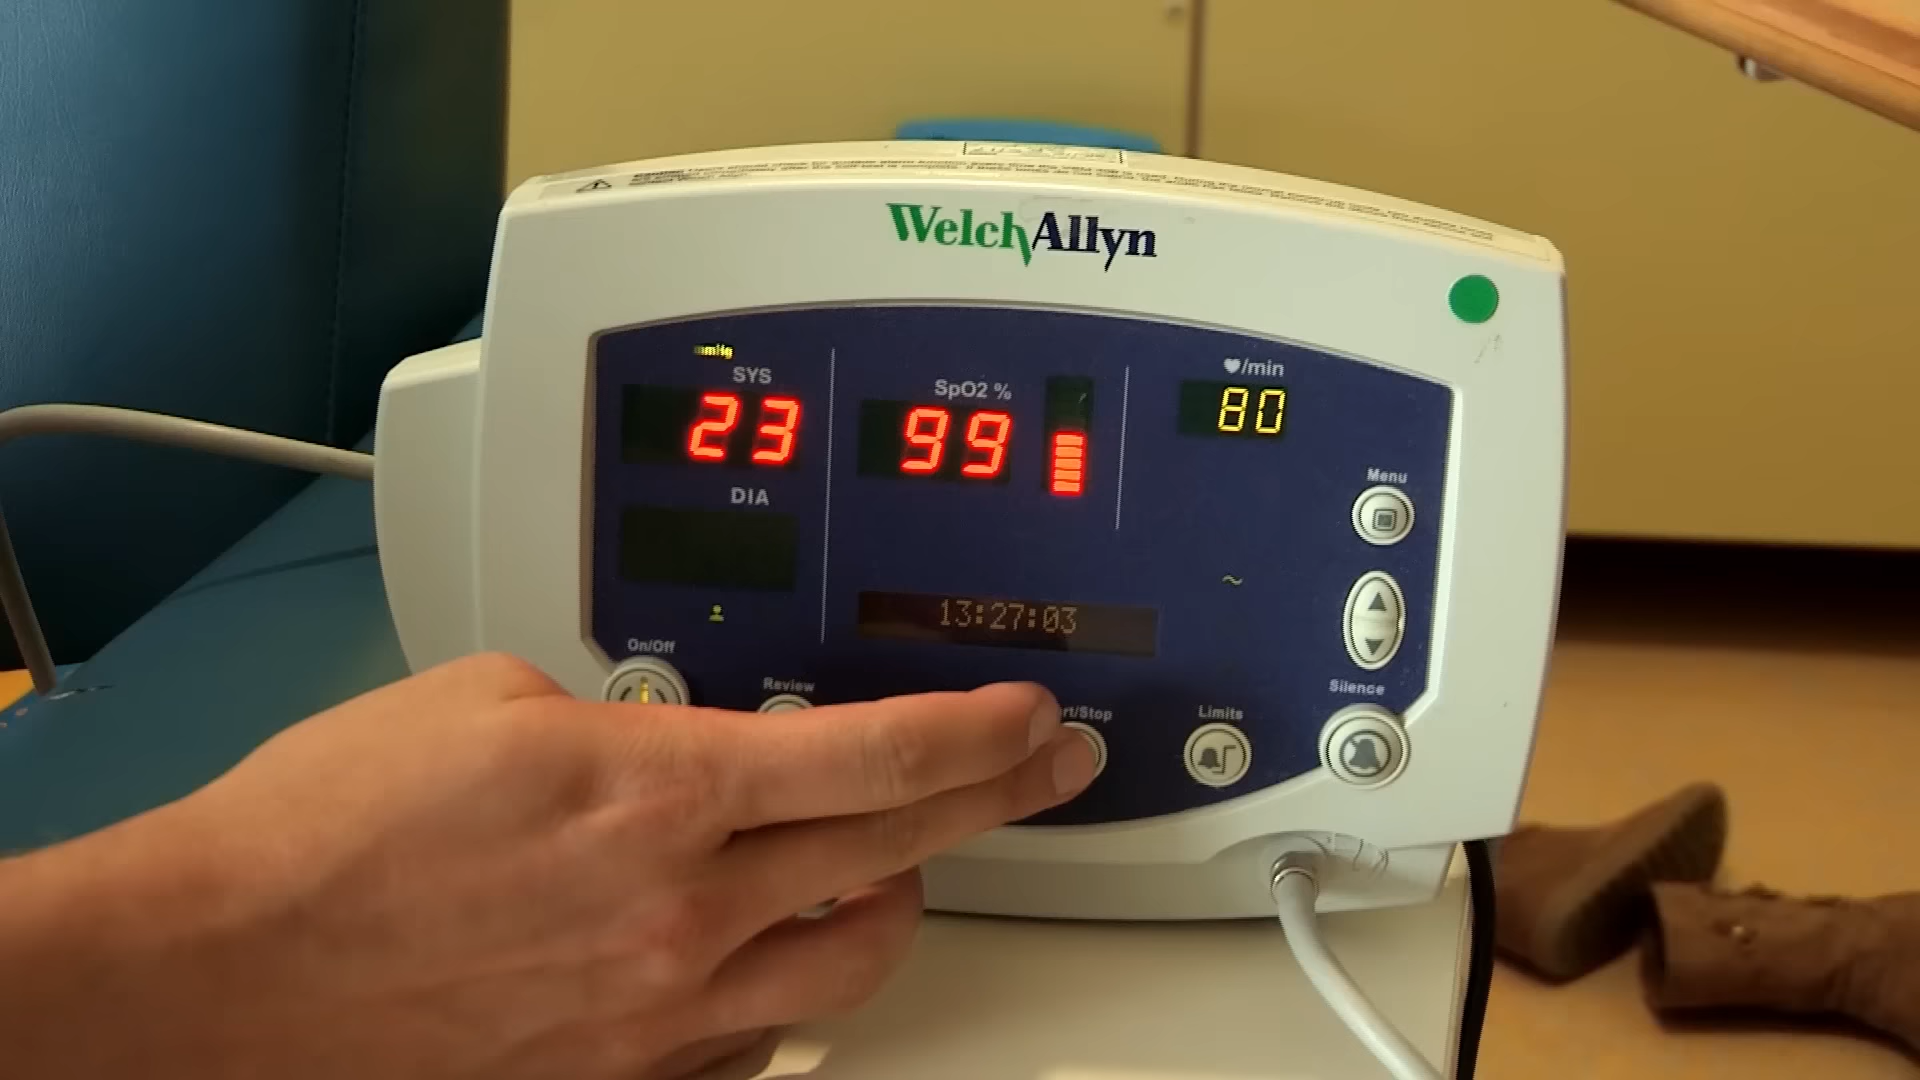 WelchAllyn
mmHg
SYS
23
SpO2 %
99
♥/min
80
DIA
Menu
13:27:03
On/Off
Review
rt/Stop
Limits
Silence